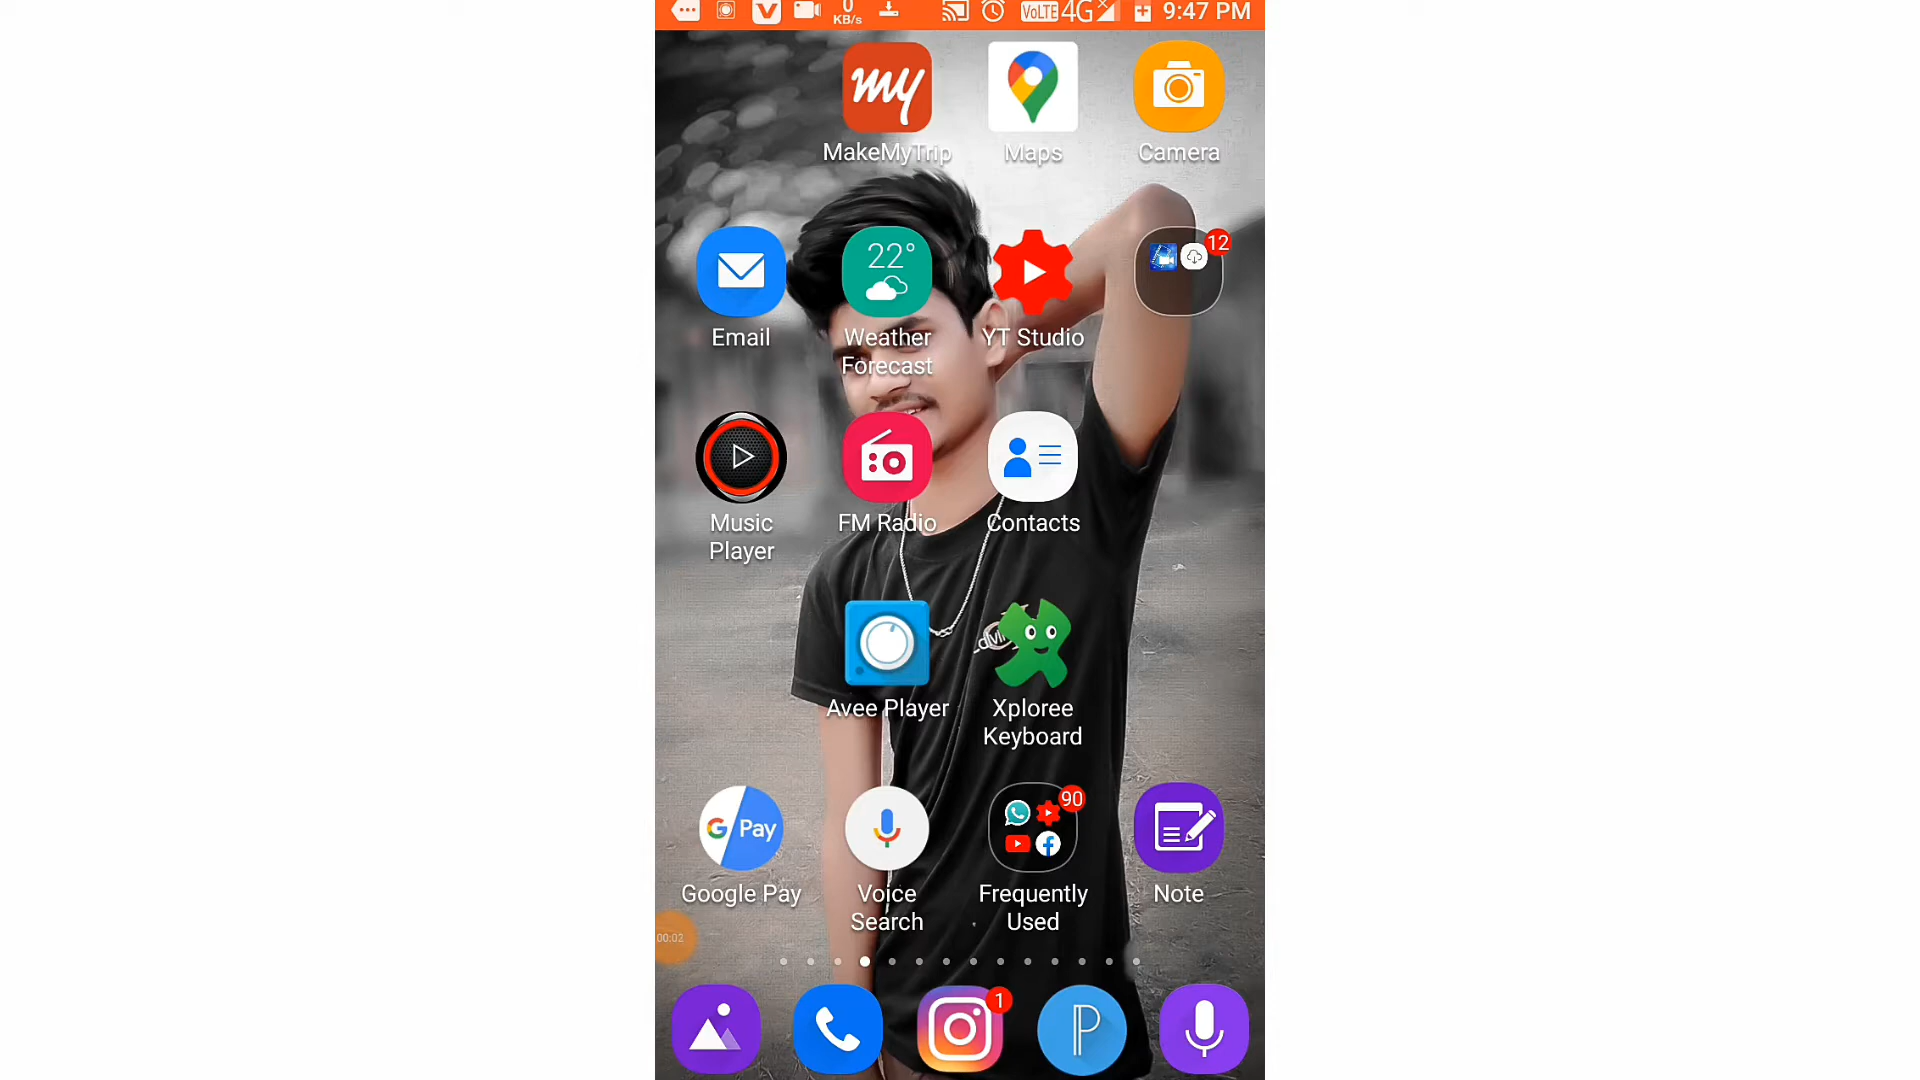 0
KB/s
VoLTE 4G
9:47 PM
my
MakeMyTrip
Maps
Camera
22°
12
Email
Weather
Forecast
YT Studio
Music
Player
FM Radio
Contacts
Avee Player
Xploree
Keyboard
G Pay
90
Google Pay
Voice
Search
Frequently
Used
Note
00:02
1
P